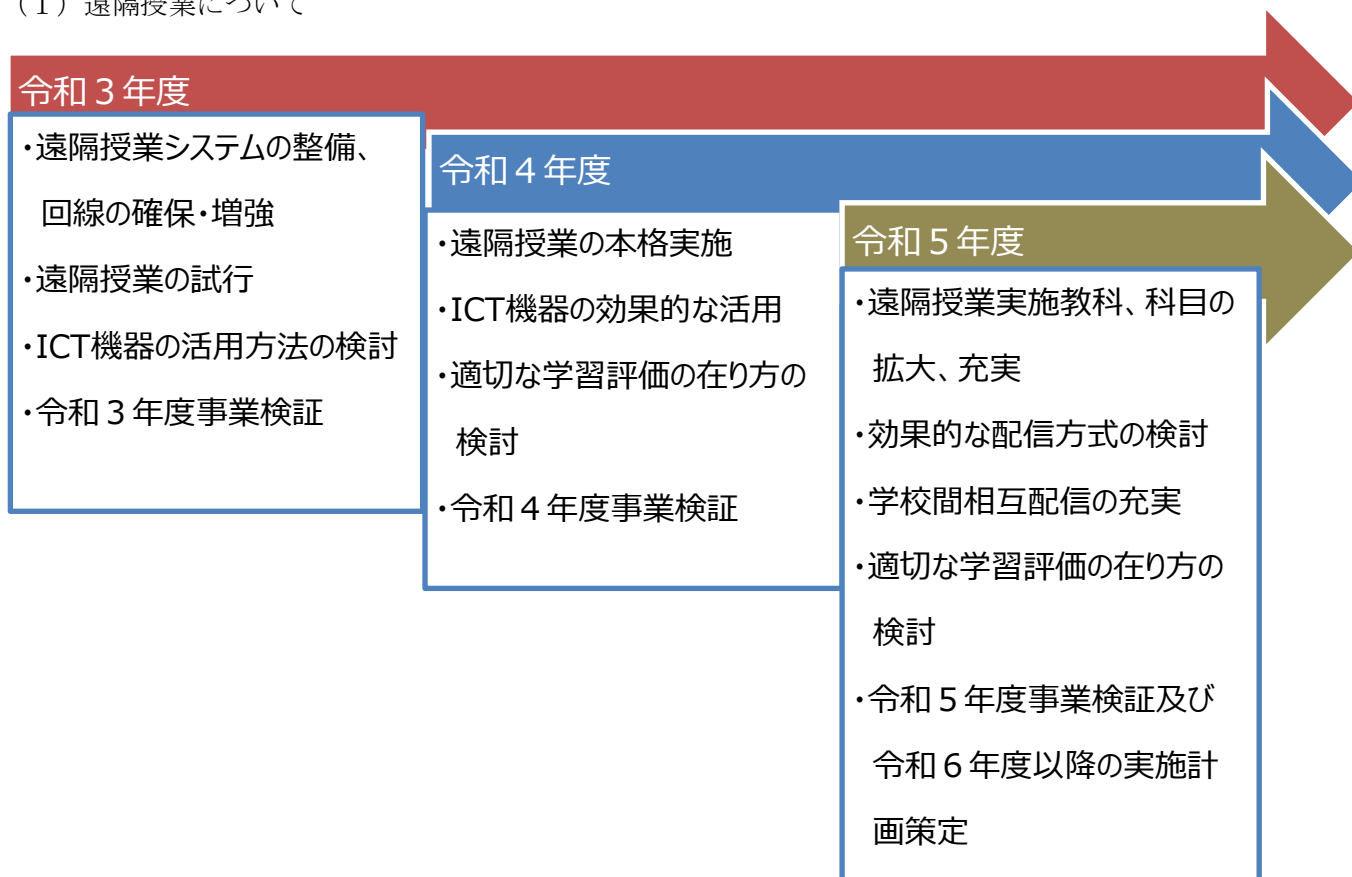 （１）遠隔授業について
令和３年度
・遠隔授業システムの整備、
回線の確保・増強
・遠隔授業の試行
・ICT機器の活用方法の検討
・令和３年度事業検証
令和４年度
・遠隔授業の本格実施
・ICT機器の効果的な活用
・適切な学習評価の在り方の
検討
・令和４年度事業検証
令和５年度
・遠隔授業実施教科、科目の
拡大、充実
・効果的な配信方式の検討
・学校間相互配信の充実
・適切な学習評価の在り方の
検討
・令和５年度事業検証及び
令和６年度以降の実施計
画策定